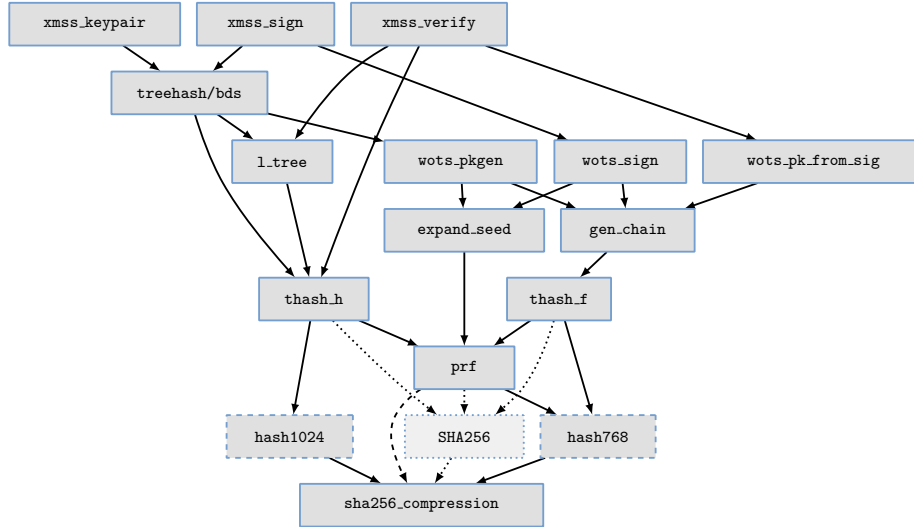 xmss_keypair
xmss_sign
xmss_verify
treehash/bds
l_tree
wots_pkgen
wots_sign
wots_pk_from_sig
expand_seed
gen_chain
thash_h
thash_f
prf
hash1024
SHA256
hash768
sha256_compression